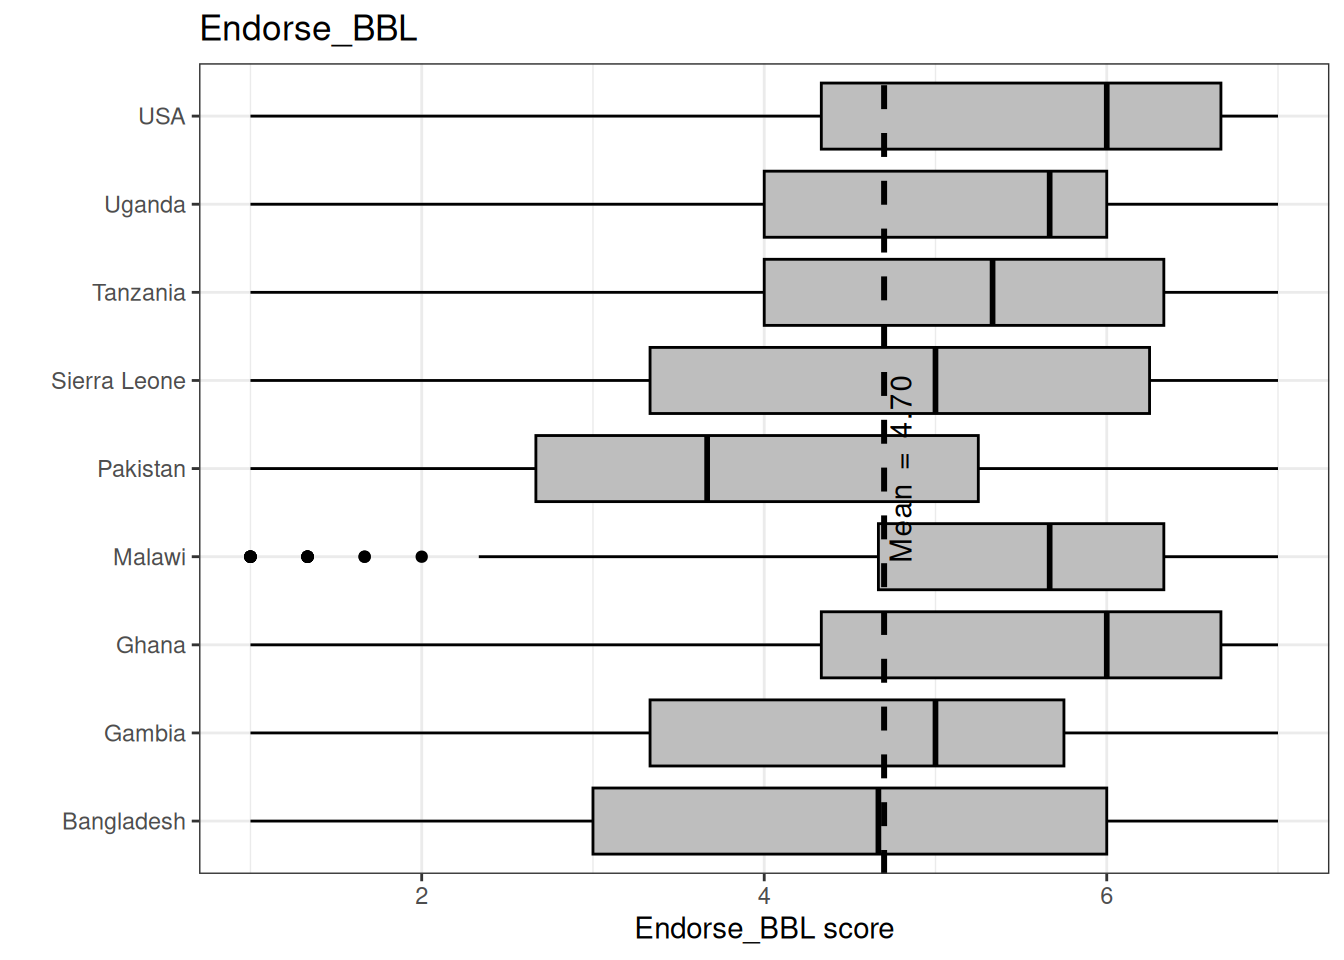 Endorse_BBL
USA
Uganda
Tanzania
Sierra Leone
Pakistan
Malawi
Ghana
Gambia
Bangladesh
Mean = 4.70
2 4 6
Endorse_BBL score